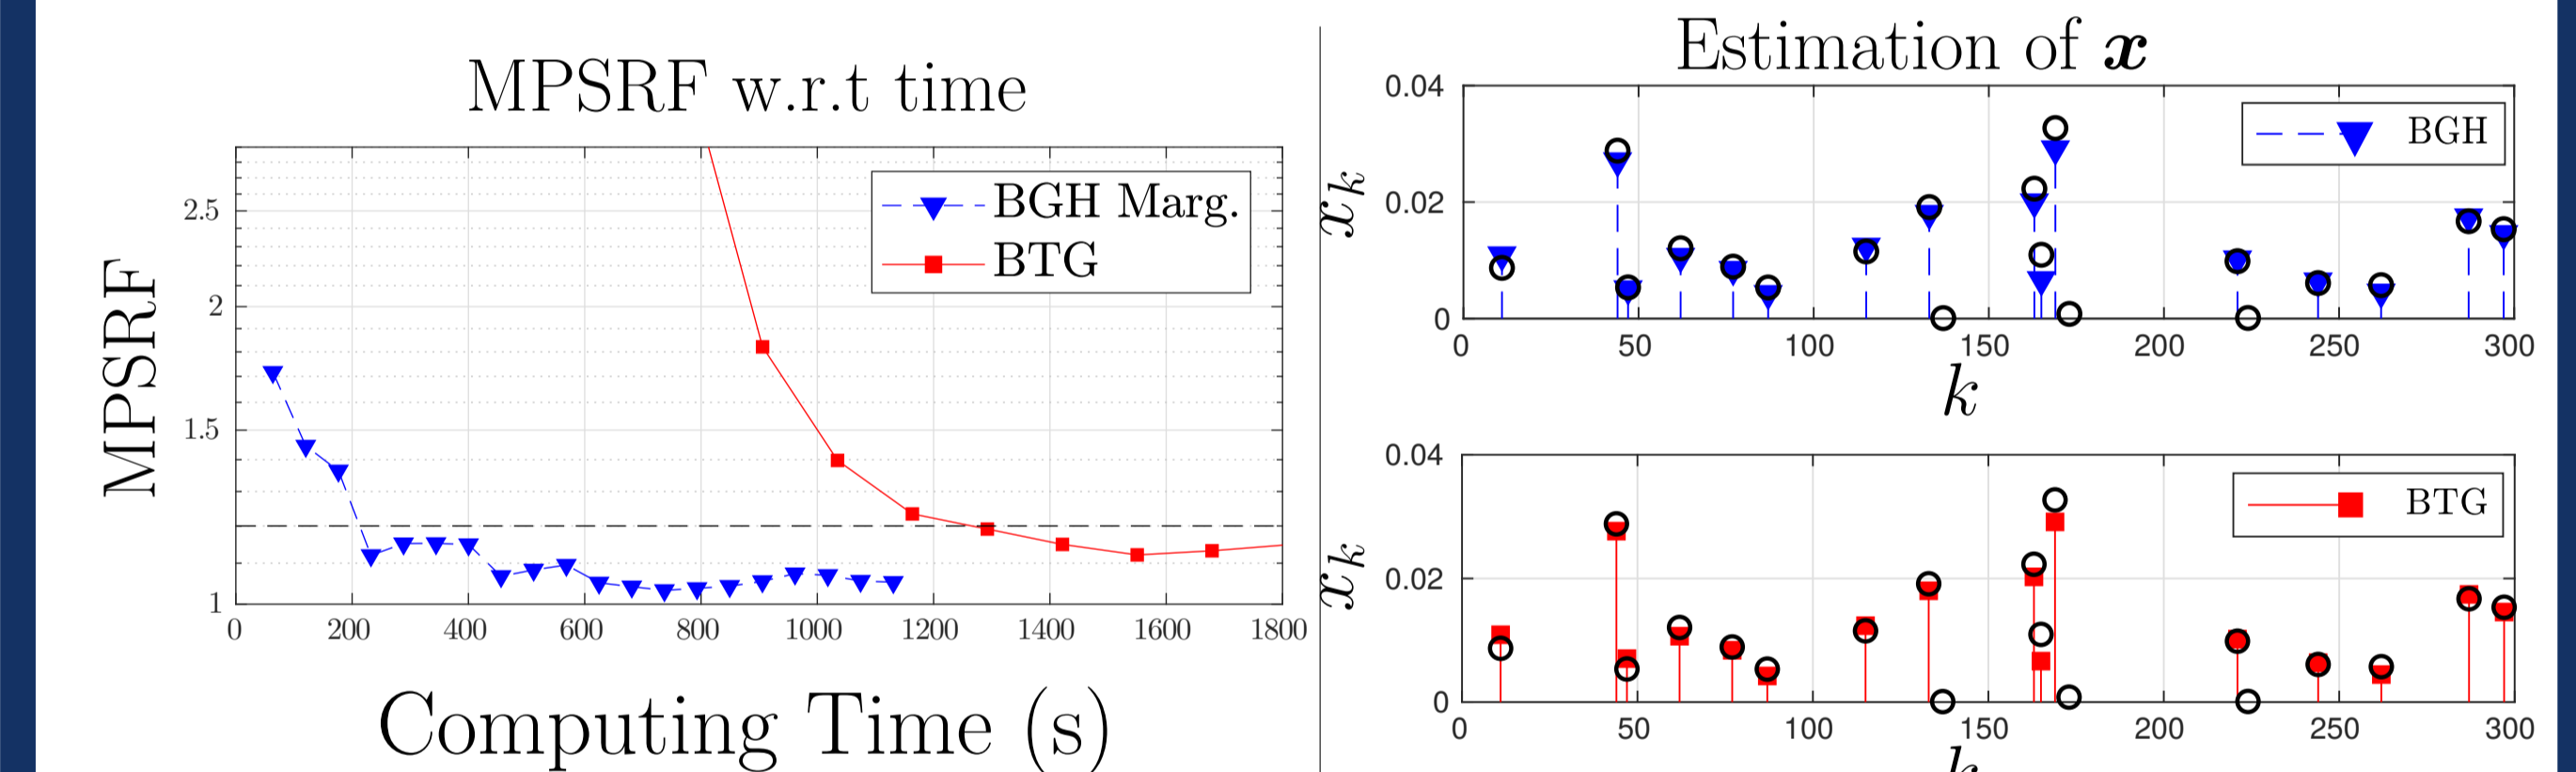 MPSRF w.r.t time
MPSRF
2.5
2
1.5
1
BGH Marg.
BTG
0 200 400 600 800 1000 1200 1400 1600 1800
Computing Time (s)
Estimation of x
x_k
0.04
0.02
0
BGH
0 50 100 150 200 250 300
k
x_k
0.04
0.02
0
BTG
0 50 100 150 200 250 300
k